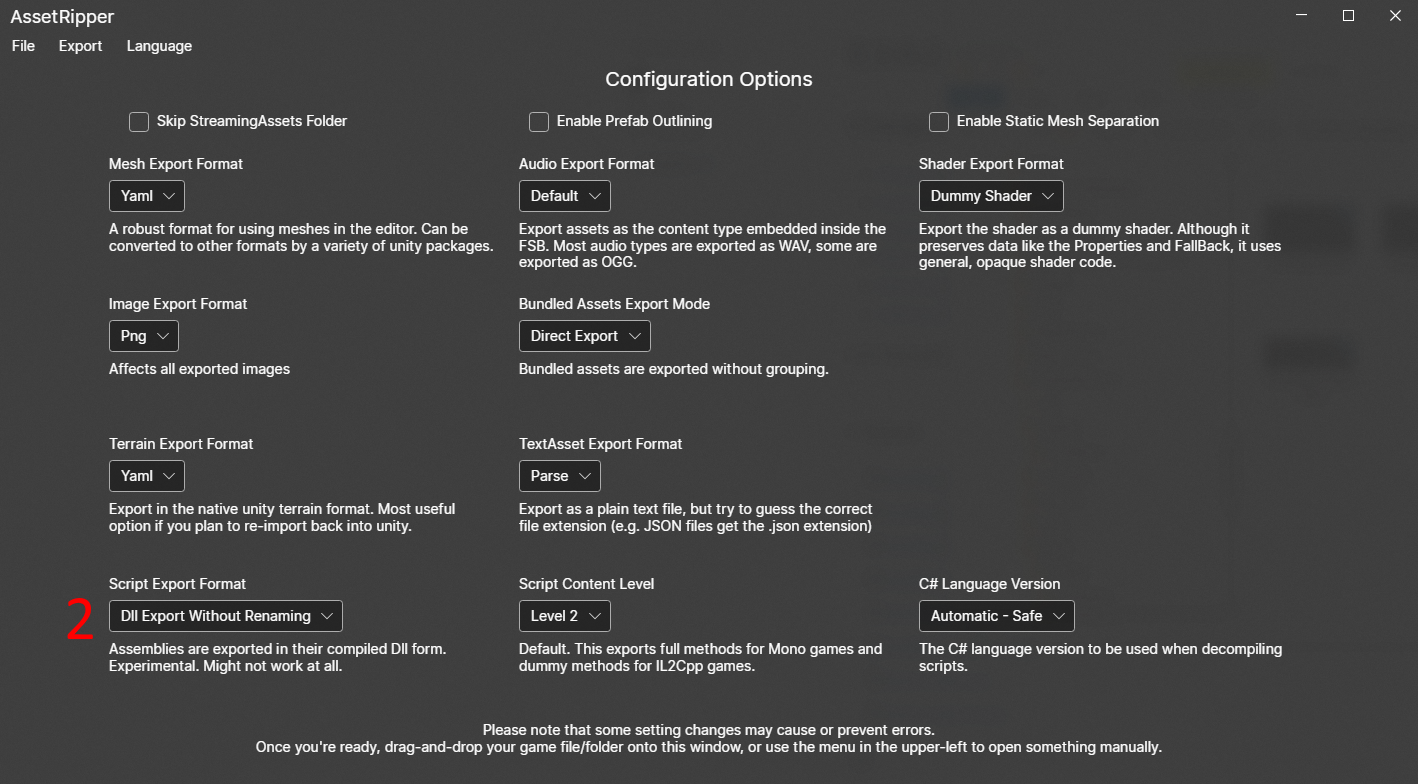 AssetRipper
File Export Language
Configuration Options
Skip StreamingAssets Folder
Enable Prefab Outlining
Enable Static Mesh Separation
Mesh Export Format
Yaml
A robust format for using meshes in the editor. Can be
converted to other formats by a variety of unity packages.
Audio Export Format
Default
Export assets as the content type embedded inside the
FSB. Most audio types are exported as WAV, some are
exported as OGG.
Shader Export Format
Dummy Shader
Export the shader as a dummy shader. Although it
preserves data like the Properties and FallBack, it uses
general, opaque shader code.
Image Export Format
Png
Affects all exported images
Bundled Assets Export Mode
Direct Export
Bundled assets are exported without grouping.
Terrain Export Format
Yaml
Export in the native unity terrain format. Most useful
option if you plan to re-import back into unity.
TextAsset Export Format
Parse
Export as a plain text file, but try to guess the correct
file extension (e.g. JSON files get the .json extension)
Script Export Format
2
Dll Export Without Renaming
Assemblies are exported in their compiled Dll form.
Experimental. Might not work at all.
Script Content Level
Level 2
Default. This exports full methods for Mono games and
dummy methods for IL2Cpp games.
C# Language Version
Automatic - Safe
The C# language version to be used when decompiling
scripts.
Please note that some setting changes may cause or prevent errors.
Once you're ready, drag-and-drop your game file/folder onto this window, or use the menu in the upper-left to open something manually.